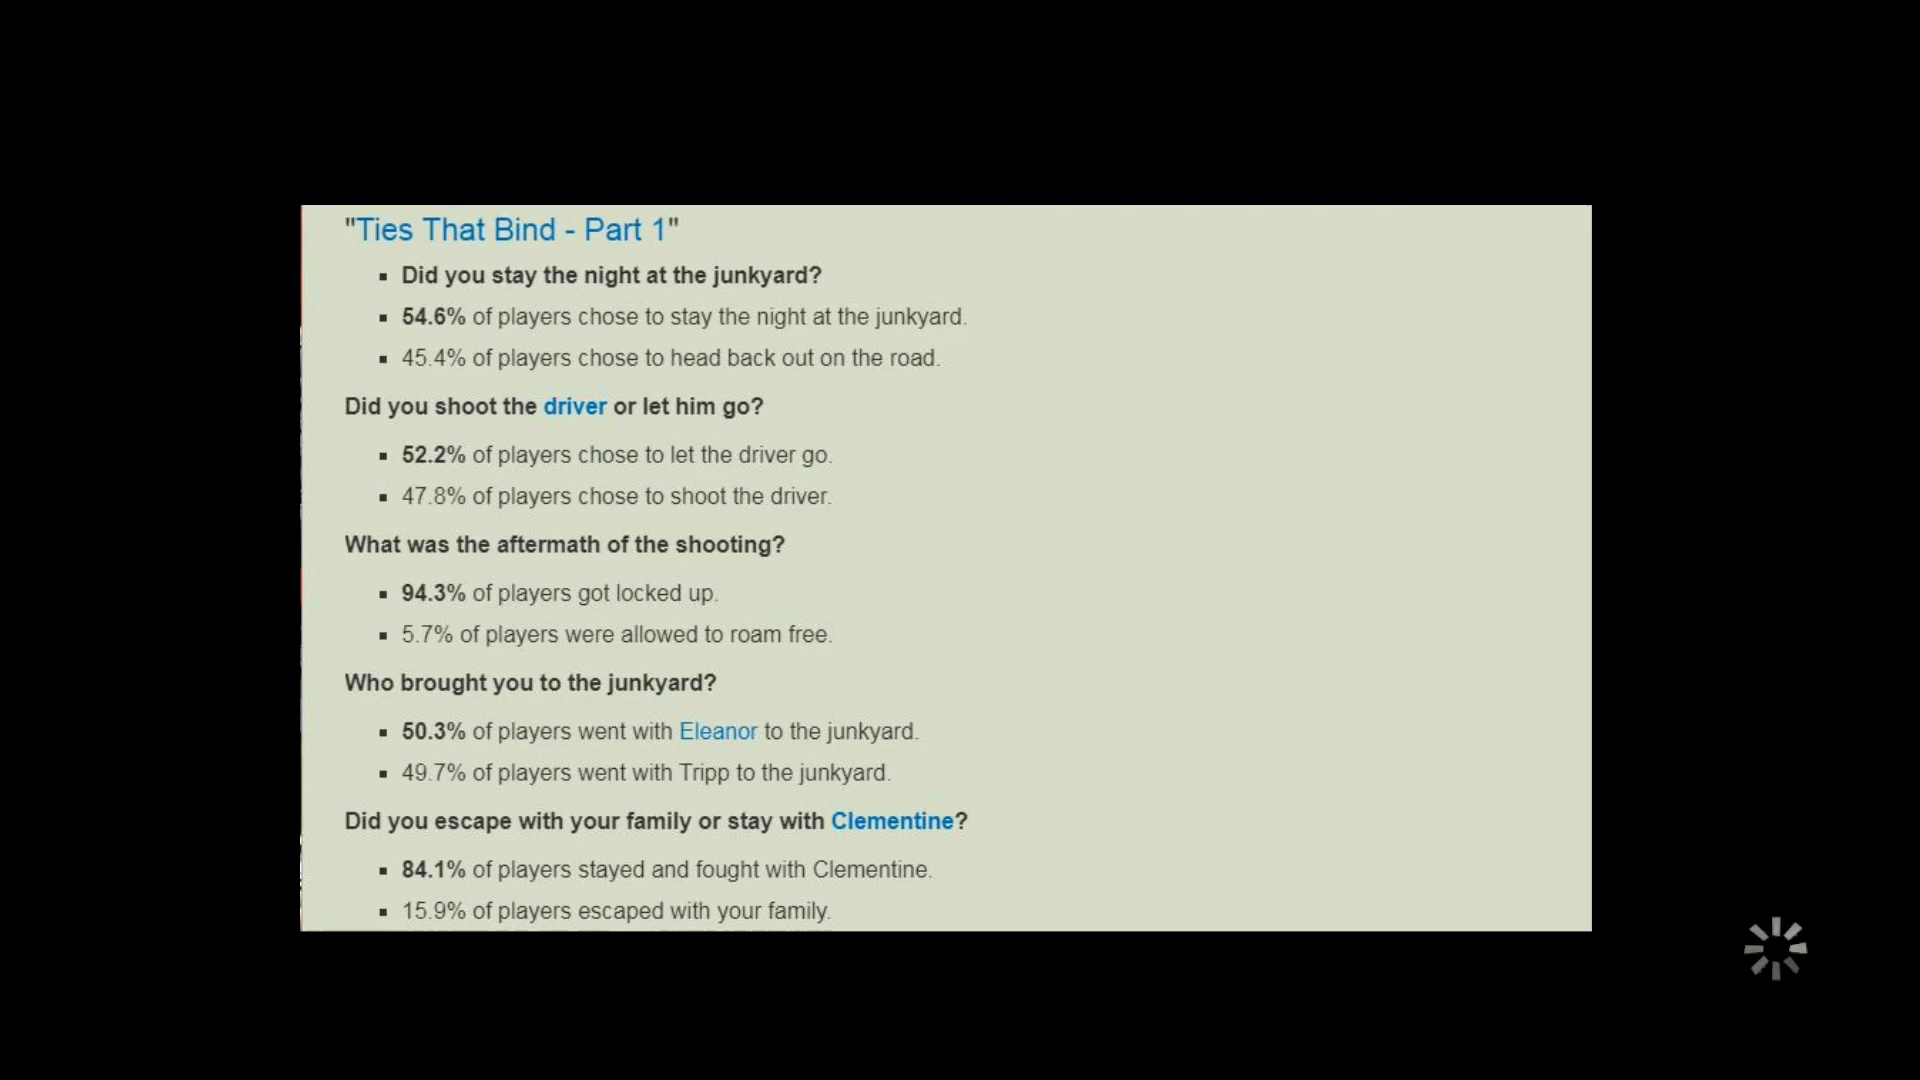 "Ties That Bind - Part 1"
▪ Did you stay the night at the junkyard?
▪ 54.6% of players chose to stay the night at the junkyard.
▪ 45.4% of players chose to head back out on the road.
Did you shoot the driver or let him go?
▪ 52.2% of players chose to let the driver go.
▪ 47.8% of players chose to shoot the driver.
What was the aftermath of the shooting?
▪ 94.3% of players got locked up.
▪ 5.7% of players were allowed to roam free.
Who brought you to the junkyard?
▪ 50.3% of players went with Eleanor to the junkyard.
▪ 49.7% of players went with Tripp to the junkyard.
Did you escape with your family or stay with Clementine?
▪ 84.1% of players stayed and fought with Clementine.
▪ 15.9% of players escaped with your family.